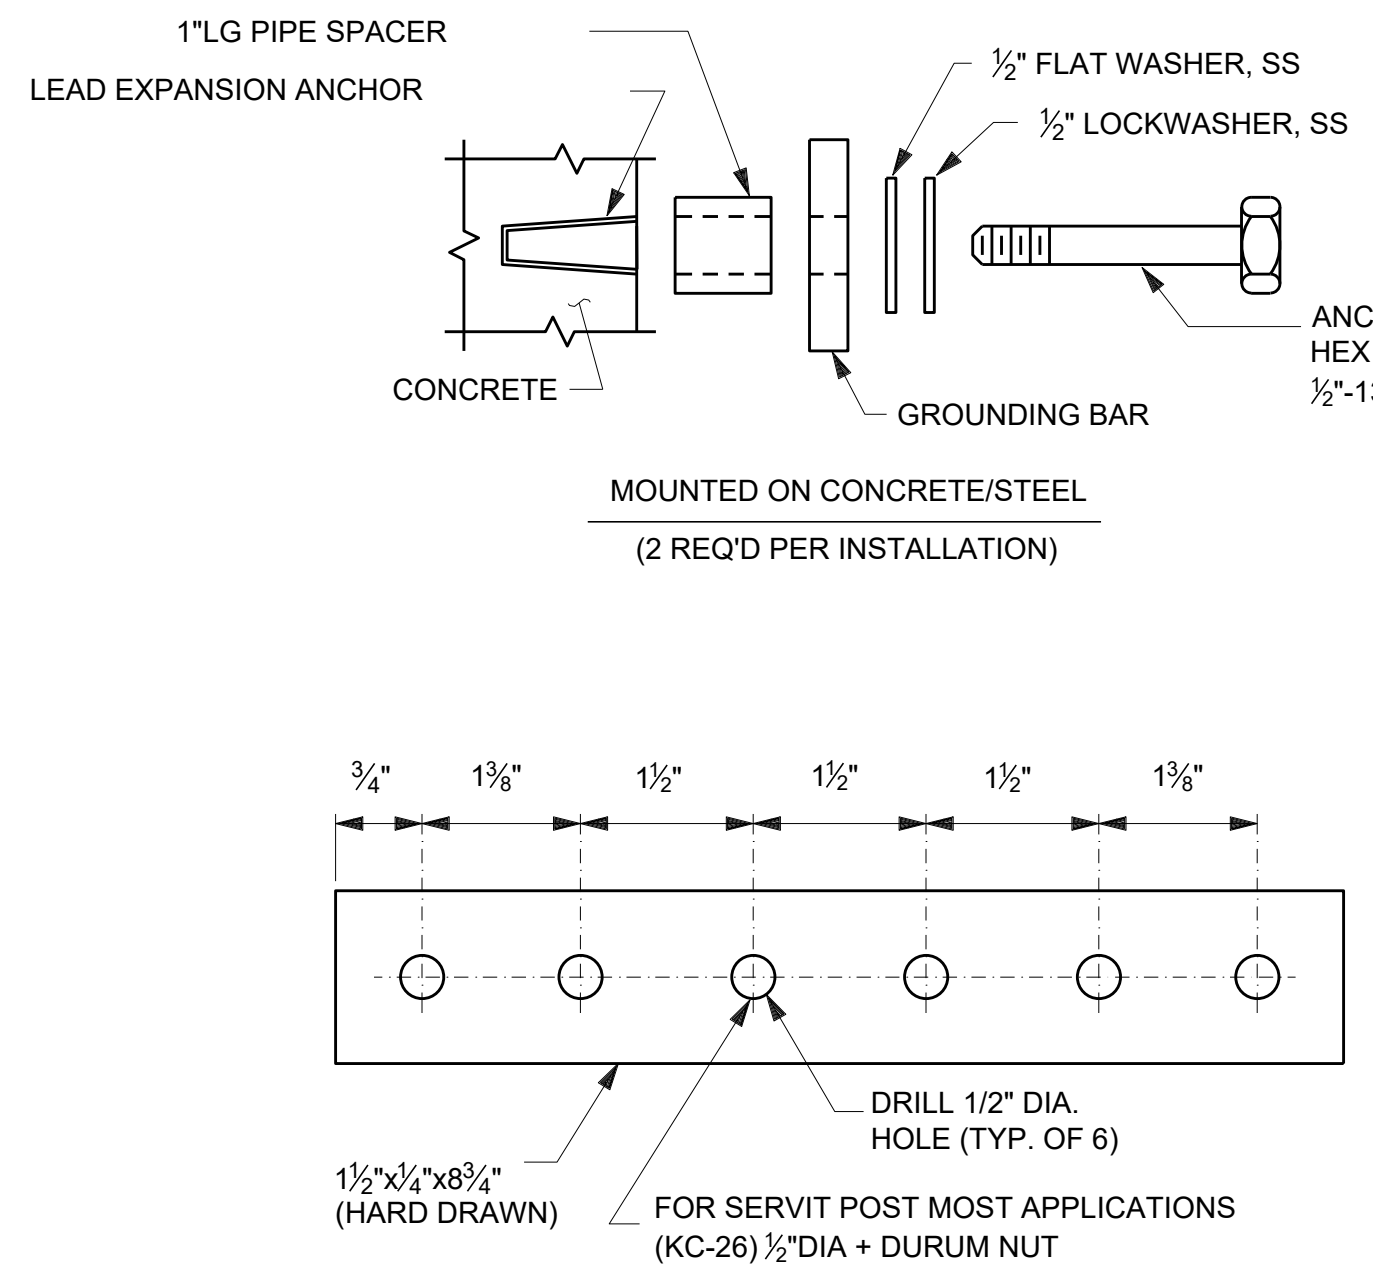 1"LG PIPE SPACER
LEAD EXPANSION ANCHOR
½" FLAT WASHER, SS
½" LOCKWASHER, SS
ANC
HEX
½"-13
CONCRETE
GROUNDING BAR
MOUNTED ON CONCRETE/STEEL
(2 REQ'D PER INSTALLATION)
¾" 1⅜" 1½" 1½" 1½" 1⅜"
DRILL 1/2" DIA.
HOLE (TYP. OF 6)
1½"x¼"x8¾"
(HARD DRAWN)
FOR SERVIT POST MOST APPLICATIONS
(KC-26) ½"DIA + DURUM NUT